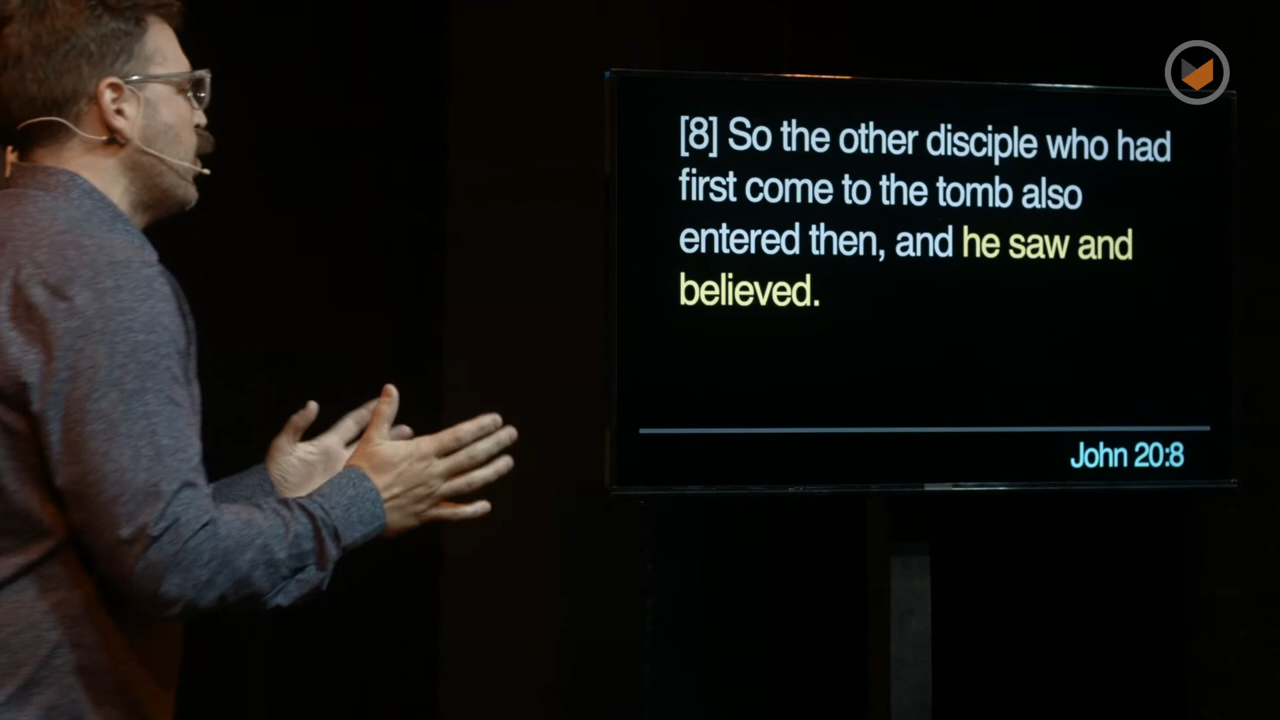 [8] So the other disciple who had
first come to the tomb also
entered then, and he saw and
believed.
John 20:8